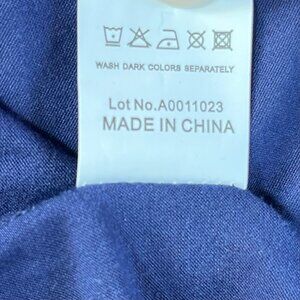 WASH DARK COLORS SEPARATELY
Lot No.A0011023
MADE IN CHINA